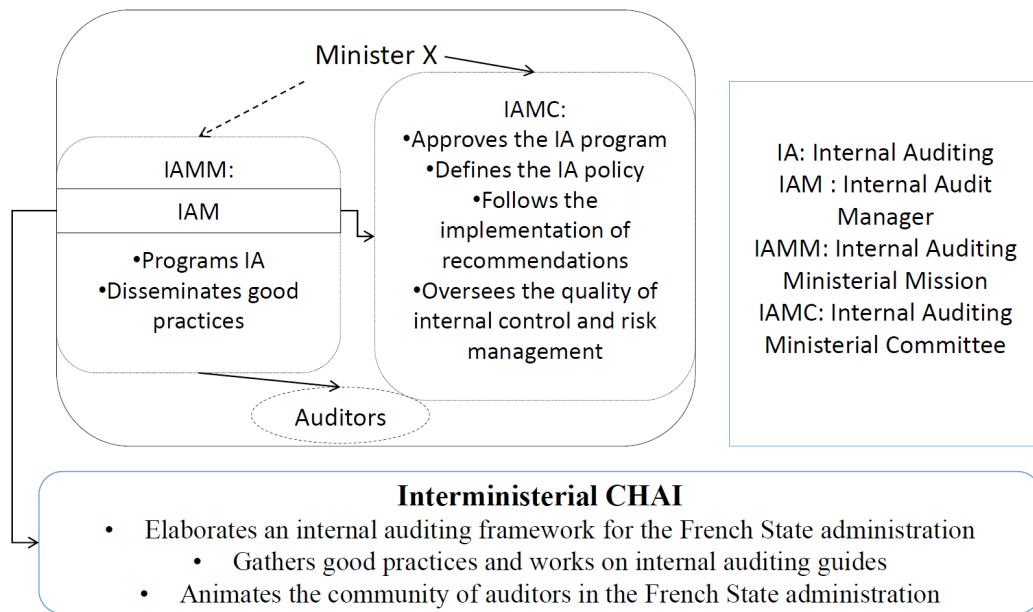 Minister X
IAMM:
IAM
•Programs IA
•Disseminates good
practices
IAMC:
•Approves the IA program
•Defines the IA policy
•Follows the
implementation of
recommendations
•Oversees the quality of
internal control and risk
management
Auditors
IA: Internal Auditing
IAM : Internal Audit
Manager
IAMM: Internal Auditing
Ministerial Mission
IAMC: Internal Auditing
Ministerial Committee
Interministerial CHAI
• Elaborates an internal auditing framework for the French State administration
• Gathers good practices and works on internal auditing guides
• Animates the community of auditors in the French State administration